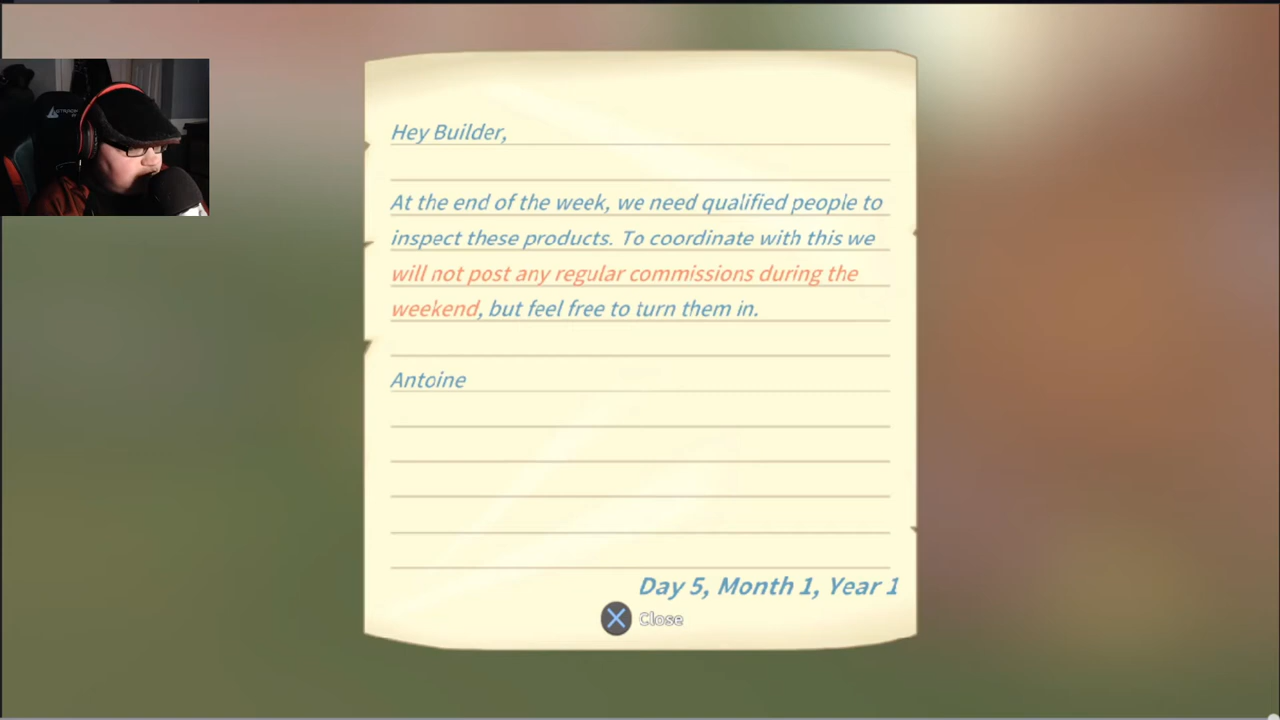 Hey Builder,
At the end of the week, we need qualified people to
inspect these products. To coordinate with this we
will not post any regular commissions during the
weekend, but feel free to turn them in.
Antoine
Day 5, Month 1, Year 1
Close